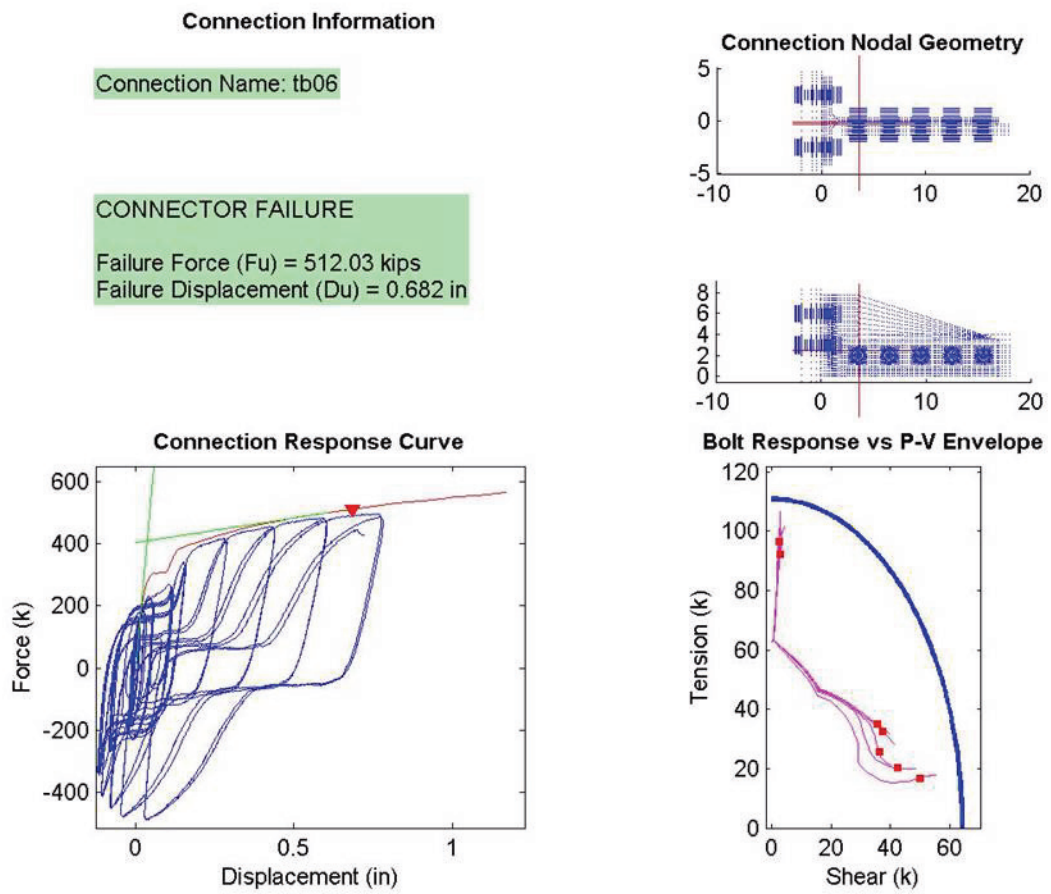 Connection Information
Connection Name: tb06
CONNECTOR FAILURE
Failure Force (Fu) = 512.03 kips
Failure Displacement (Du) = 0.682 in
Connection Nodal Geometry
5
0
-5
-10 0 10 20
8
6
4
2
0
-10 0 10 20
Connection Response Curve
600
400
200
0
-200
-400
Force (k)
0 0.5 1
Displacement (in)
Bolt Response vs P-V Envelope
120
100
80
60
40
20
0
Tension (k)
0 20 40 60
Shear (k)